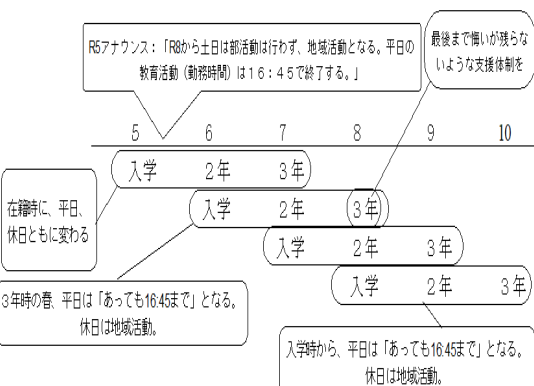 R5アナウンス：「R8から土日は部活動は行わず、地域活動となる。平日の
教育活動（勤務時間）は１６：４５で終了する。」
最後まで悔いが残らな
いような支援体制を
5 6 7 8 9 10
入学 2年 3年
入学 2年 3年
入学 2年 3年
入学 2年 3年
在籍時に、平日、
休日ともに変わる
３年時の春、平日は「あっても16:45まで」となる。
休日は地域活動。
入学時から、平日は「あっても16:45まで」となる。
休日は地域活動。